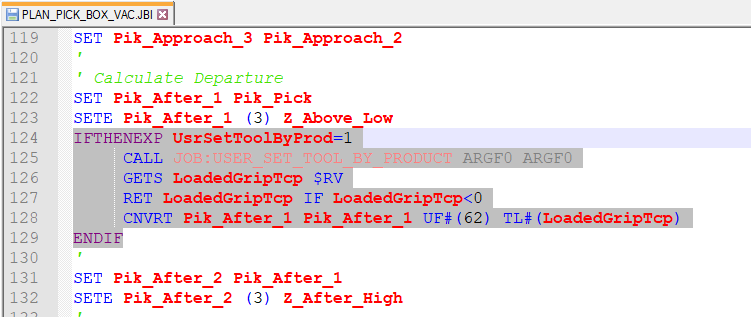 PLAN_PICK_BOX_VAC.JBI
119 SET Pik_Approach_3 Pik_Approach_2
120 '
121 ' Calculate Departure
122 SET Pik_After_1 Pik_Pick
123 SETE Pik_After_1 (3) Z_Above_Low
124 IFTHENEXP UsrSetToolByProd=1
125 CALL JOB:USER_SET_TOOL_BY_PRODUCT ARGF0 ARGF0
126 GETS LoadedGripTcp $RV
127 RET LoadedGripTcp IF LoadedGripTcp<0
128 CNVRT Pik_After_1 Pik_After_1 UF#(62) TL#(LoadedGripTcp)
129 ENDIF
130 '
131 SET Pik_After_2 Pik_After_1
132 SETE Pik_After_2 (3) Z_After_High